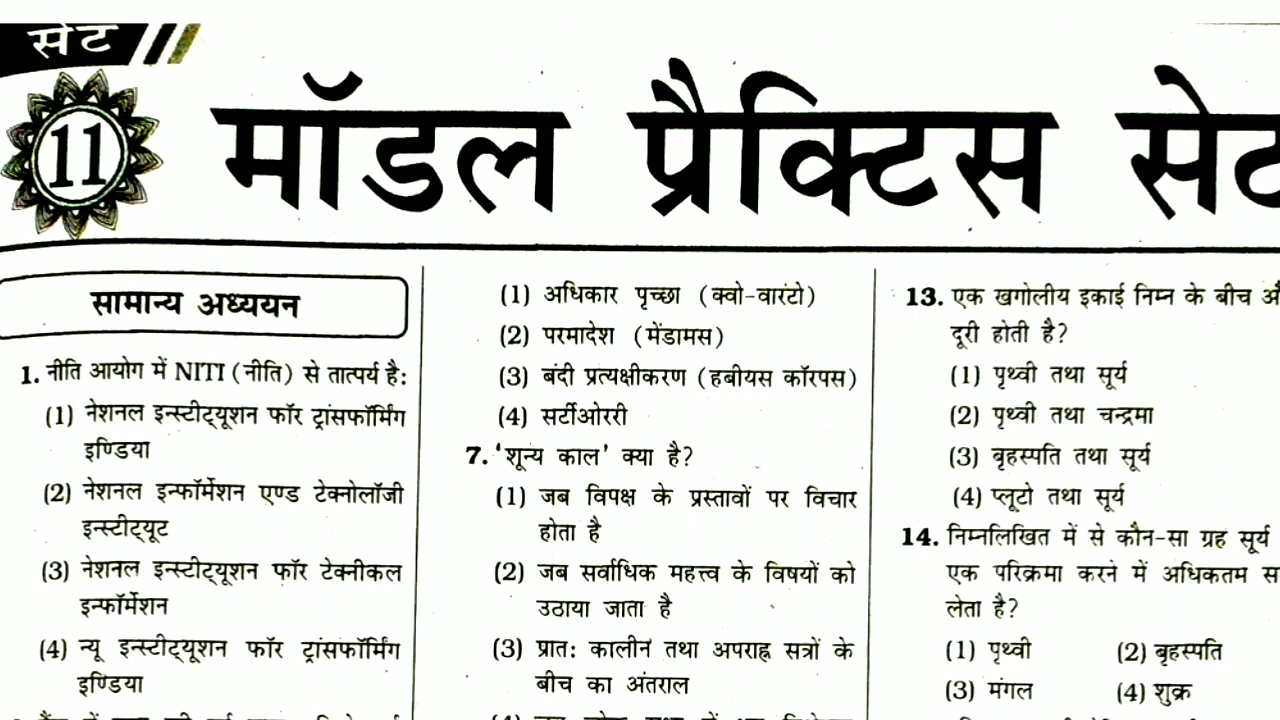 सेट
11
मॉडल प्रैक्टिस सेट
सामान्य अध्ययन
1. नीति आयोग में NITI (नीति) से तात्पर्य है:
(1) नेशनल इन्स्टीट्यूशन फॉर ट्रांसफॉर्मिंग
इण्डिया
(2) नेशनल इन्फॉर्मेशन एण्ड टेक्नोलॉजी
इन्स्टीट्यूट
(3) नेशनल इन्स्टीट्यूशन फॉर टेक्नीकल
इन्फॉर्मेशन
(4) न्यू इन्स्टीट्यूशन फॉर ट्रांसफॉर्मिंग
इण्डिया
(1) अधिकार पृच्छा (क्वो-वारंटो)
(2) परमादेश (मेंडामस)
(3) बंदी प्रत्यक्षीकरण (हबीयस कॉरपस)
(4) सर्टीओररी
7. 'शून्य काल' क्या है?
(1) जब विपक्ष के प्रस्तावों पर विचार
होता है
(2) जब सर्वाधिक महत्त्व के विषयों को
उठाया जाता है
(3) प्रातः कालीन तथा अपराह्न सत्रों के
बीच का अंतराल
13. एक खगोलीय इकाई निम्न के बीच
दूरी होती है?
(1) पृथ्वी तथा सूर्य
(2) पृथ्वी तथा चन्द्रमा
(3) बृहस्पति तथा सूर्य
(4) प्लूटो तथा सूर्य
14. निम्नलिखित में से कौन-सा ग्रह सूर्य
एक परिक्रमा करने में अधिकतम
लेता है?
(1) पृथ्वी (2) बृहस्पति
(3) मंगल (4) शुक्र